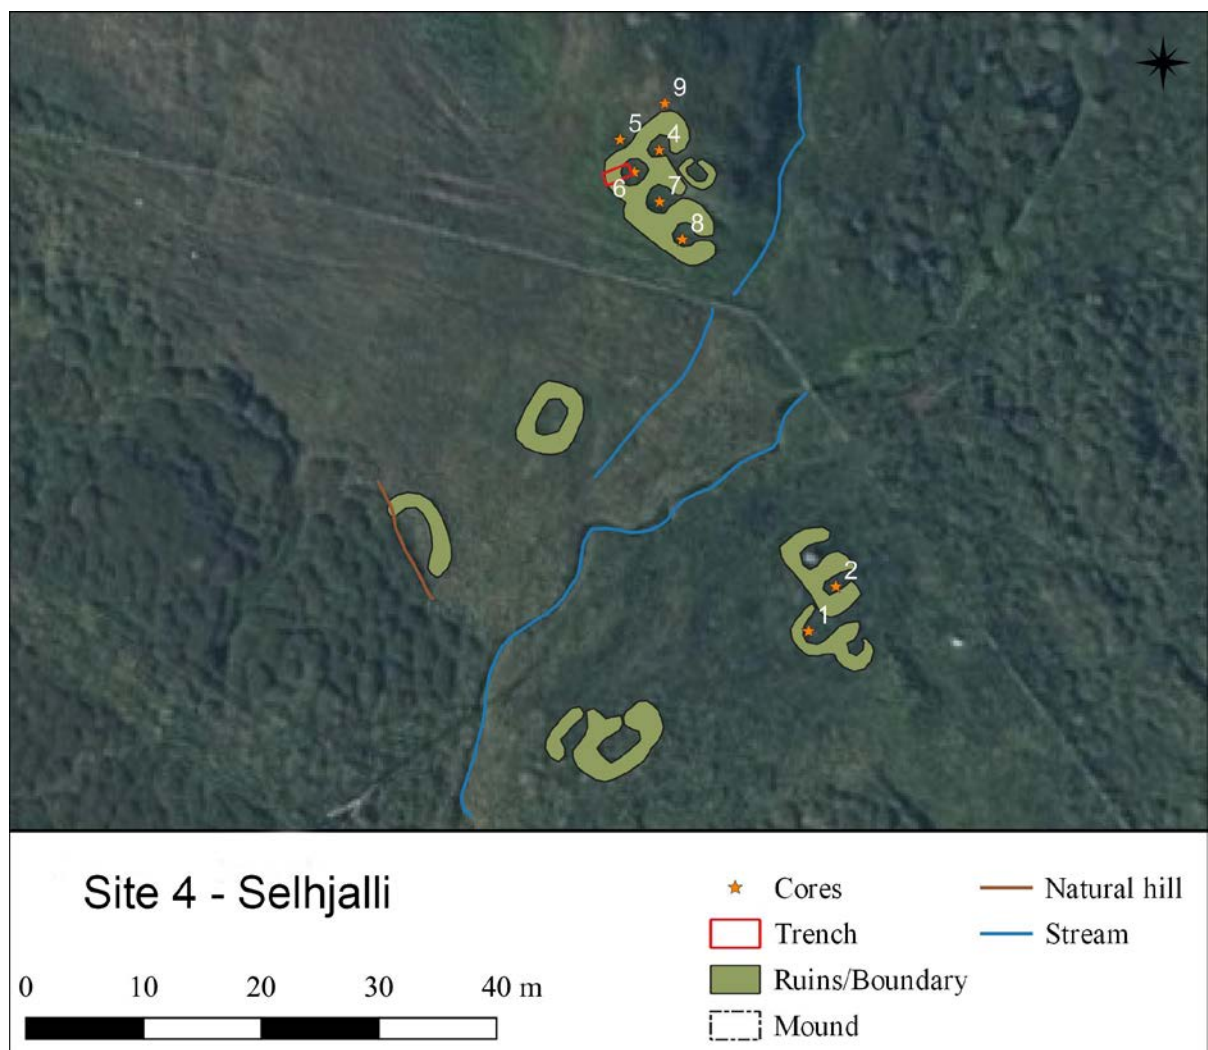 9
5 4
6 7
8
2
1
Site 4 - Selhjalli
0 10 20 30 40 m
Cores
Trench
Ruins/Boundary
Mound
Natural hill
Stream